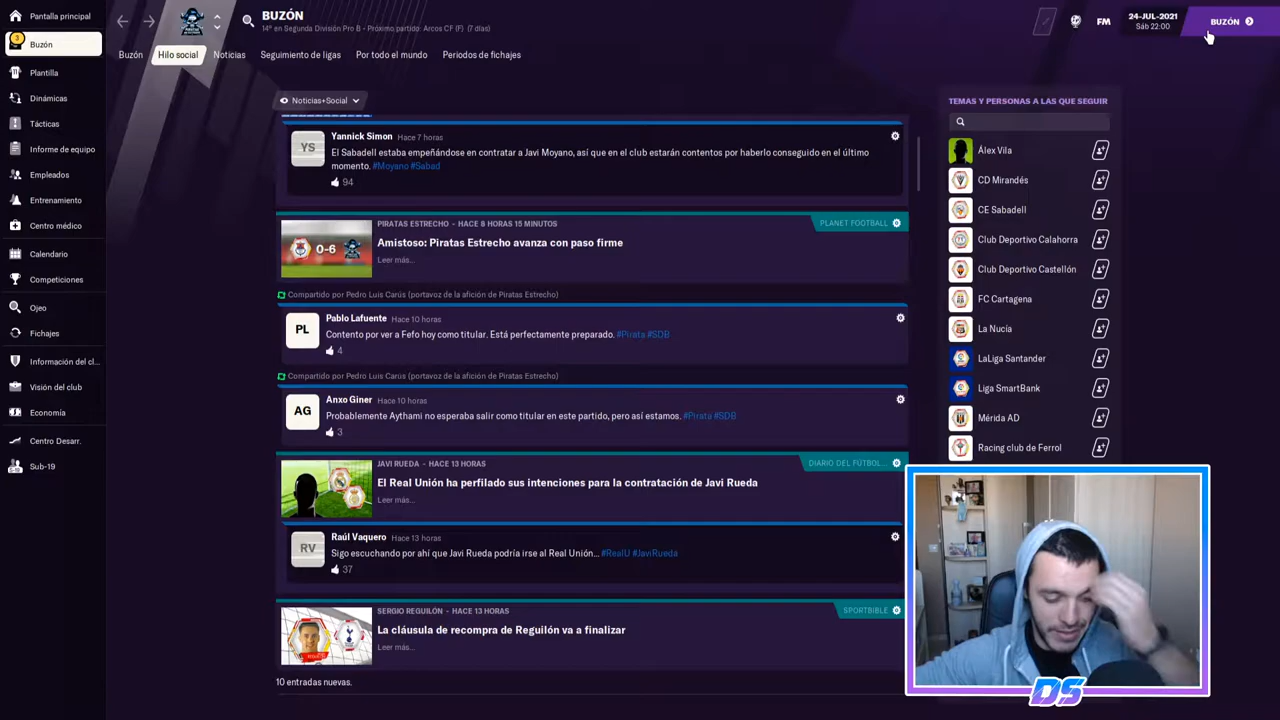 Pantalla principal
3
Buzón
Plantilla
Dinámicas
Tácticas
Informe de equipo
Empleados
Entrenamiento
Centro médico
Calendario
Competiciones
Ojeo
Fichajes
Información del cl...
Visión del club
Economía
Centro Desarr.
Sub-19
BUZÓN
14º en Segunda División Pro B - Próximo partido: Arcos CF (F) (7 días)
FM
24-JUL-2021
Sáb 22:00
BUZÓN
Buzón
Hilo social
Noticias
Seguimiento de ligas
Por todo el mundo
Periodos de fichajes
Noticias+Social
YS
Yannick Simon Hace 7 horas
El Sabadell estaba empeñándose en contratar a Javi Moyano, así que en el club estarán contentos por haberlo conseguido en el último
momento. #Moyano #Sabad
94
PIRATAS ESTRECHO - HACE 8 HORAS 15 MINUTOS
PLANET FOOTBALL
0-6
Amistoso: Piratas Estrecho avanza con paso firme
Leer más...
Compartido por Pedro Luis Carús (portavoz de la afición de Piratas Estrecho)
PL
Pablo Lafuente Hace 10 horas
Contento por ver a Fefo hoy como titular. Está perfectamente preparado. #Pirata #SDB
4
Compartido por Pedro Luis Carús (portavoz de la afición de Piratas Estrecho)
AG
Anxo Giner Hace 10 horas
Probablemente Aythami no esperaba salir como titular en este partido, pero así estamos. #Pirata #SDB
3
JAVI RUEDA - HACE 13 HORAS
DIARIO DEL FÚTBOL...
El Real Unión ha perfilado sus intenciones para la contratación de Javi Rueda
Leer más...
RV
Raúl Vaquero Hace 13 horas
Sigo escuchando por ahí que Javi Rueda podría irse al Real Unión... #RealU #JaviRueda
37
SERGIO REGUILÓN - HACE 13 HORAS
SPORTBIBLE
La cláusula de recompra de Reguilón va a finalizar
Leer más...
10 entradas nuevas.
TEMAS Y PERSONAS A LAS QUE SEGUIR
Álex Vila
CD Mirandés
CE Sabadell
Club Deportivo Calahorra
Club Deportivo Castellón
FC Cartagena
La Nucía
LaLiga Santander
Liga SmartBank
Mérida AD
Racing club de Ferrol
DS